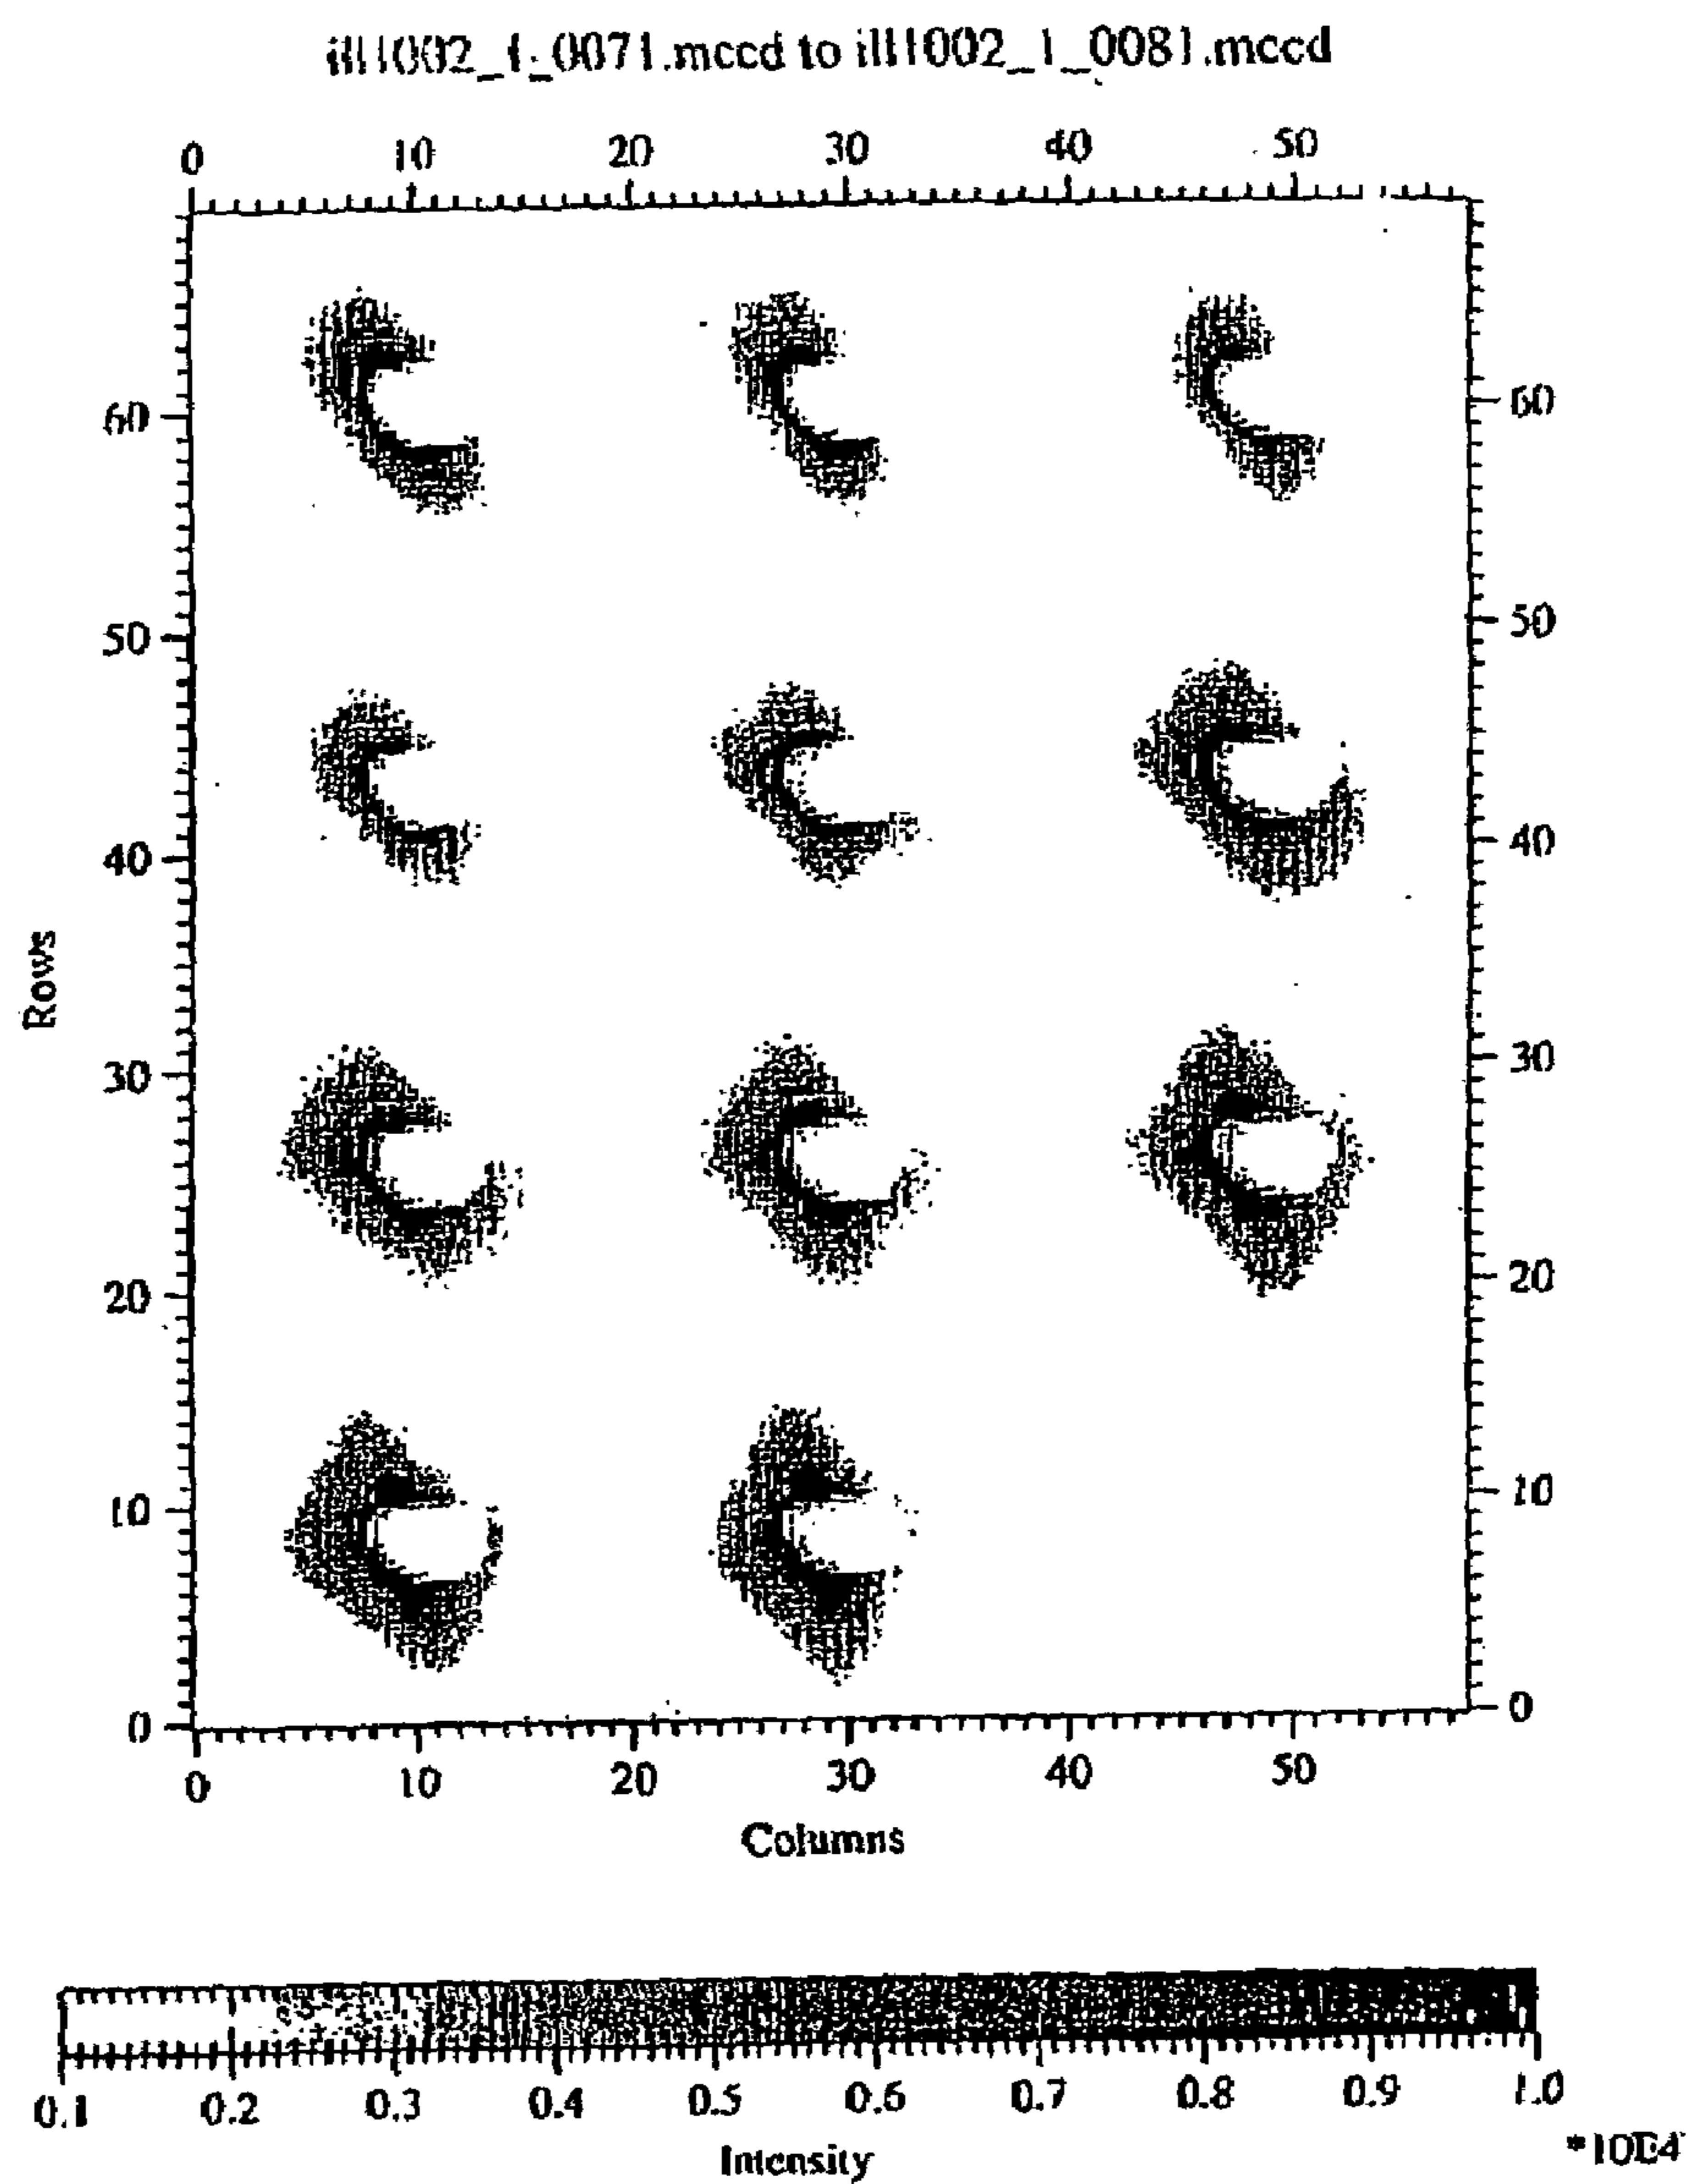 ill1002_1_0071.mccd to ill1002_1_0081.mccd
0 10 20 30 40 50
60 60
50 50
40 40
Rows
30 30
20 20
10 10
0 0
0 10 20 30 40 50
Columns
0.1 0.2 0.3 0.4 0.5 0.6 0.7 0.8 0.9 1.0
Intensity *10E4